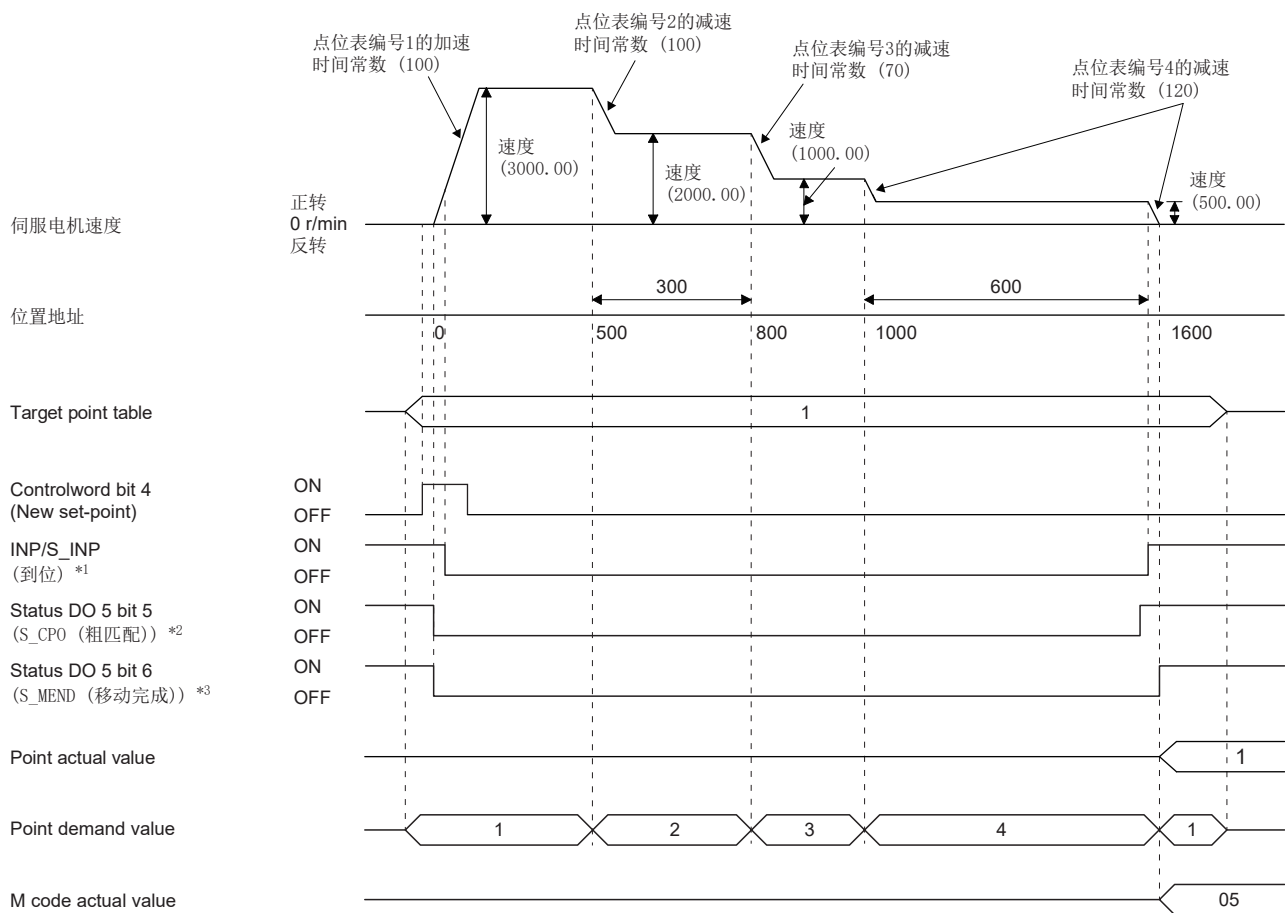 点位表编号1的加速
时间常数 (100)
点位表编号2的减速
时间常数 (100)
点位表编号3的减速
时间常数 (70)
点位表编号4的减速
时间常数 (120)
速度
(3000.00)
速度
(2000.00)
速度
(1000.00)
速度
(500.00)
伺服电机速度
正转
0 r/min
反转
300
600
位置地址
0
500
800
1000
1600
Target point table
1
Controlword bit 4
(New set-point)
ON
OFF
INP/S_INP
(到位) *1
ON
OFF
Status DO 5 bit 5
(S_CPO (粗匹配)) *2
ON
OFF
Status DO 5 bit 6
(S_MEND (移动完成)) *3
ON
OFF
Point actual value
1
Point demand value
1
2
3
4
1
M code actual value
05